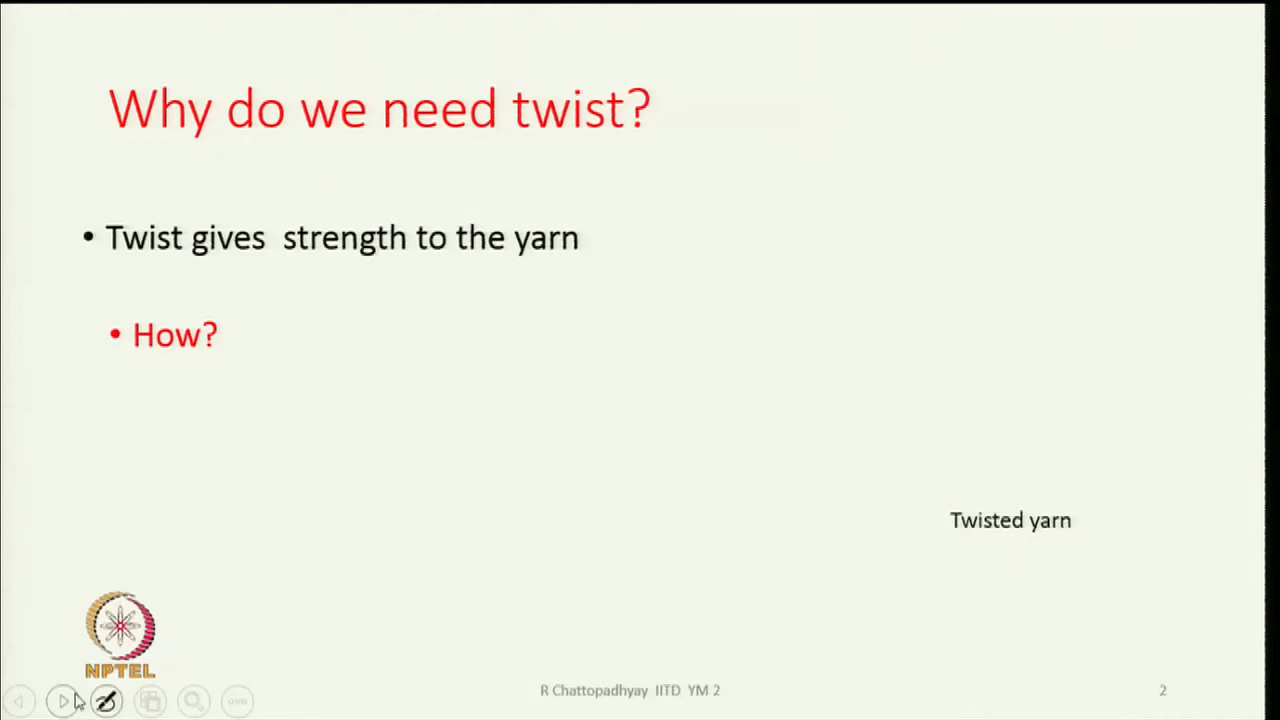 Why do we need twist?
• Twist gives strength to the yarn
• How?
Twisted yarn
NPTEL
R Chattopadhyay IITD YM 2
2